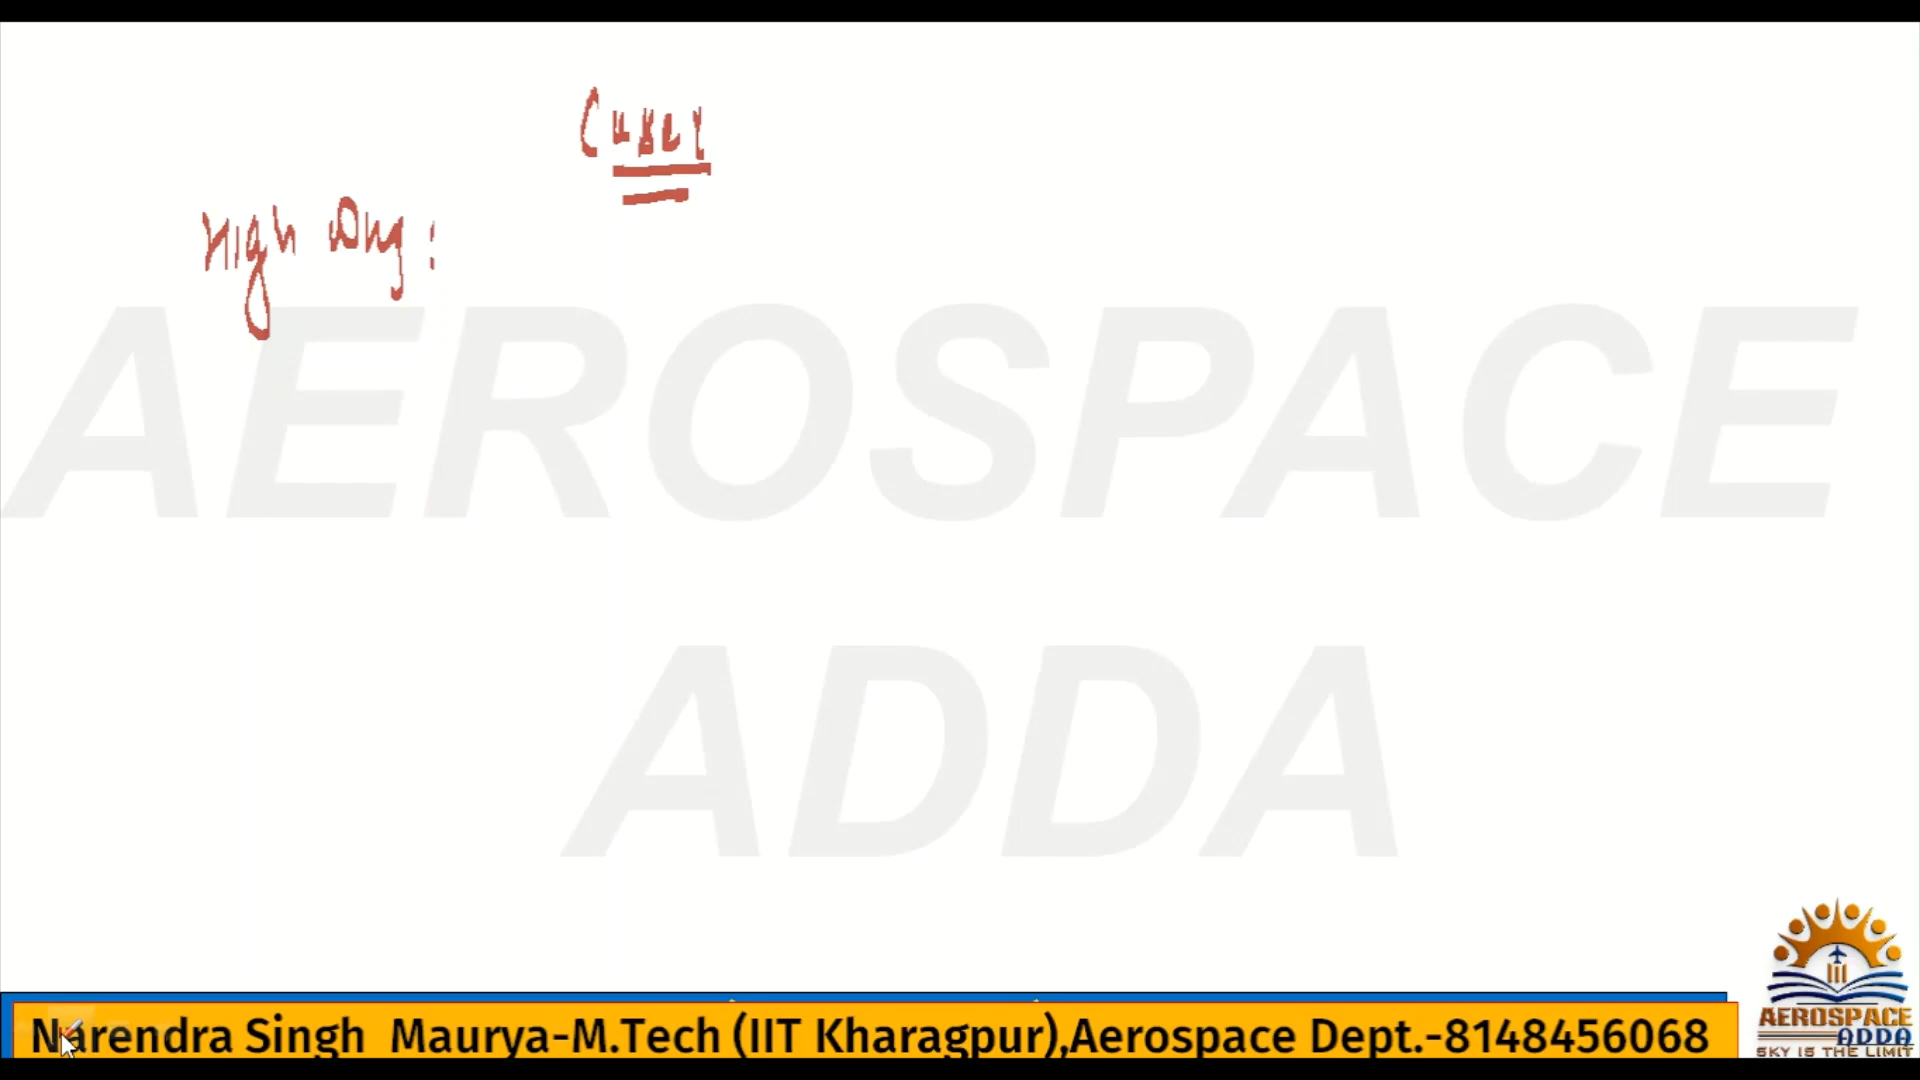 High Wing :
AEROSPACE
ADDA
Narendra Singh Maurya-M.Tech (IIT Kharagpur),Aerospace Dept.-8148456068
AEROSPACE
ADDA
SKY IS THE LIMIT